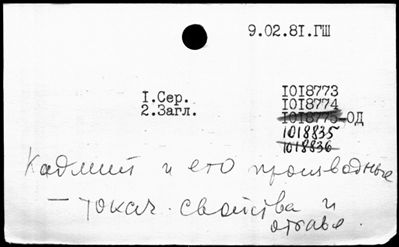 9.02.81.ГШ
1018773
1.Сер. 1018774
2.Загл. 1018775-ОД
1018835
1018836
Кадмий и его производные
— токсич. свойства и